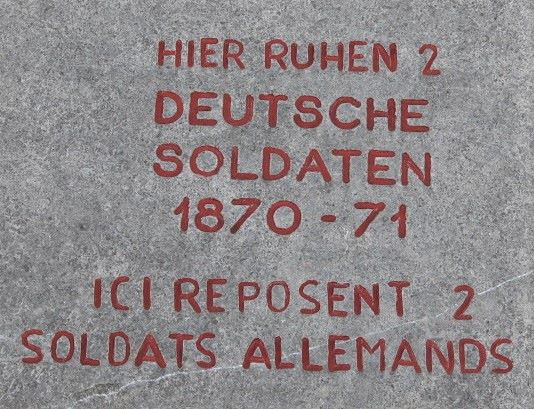 HIER RUHEN 2
DEUTSCHE
SOLDATEN
1870-71
ICI REPOSENT 2
SOLDATS ALLEMANDS